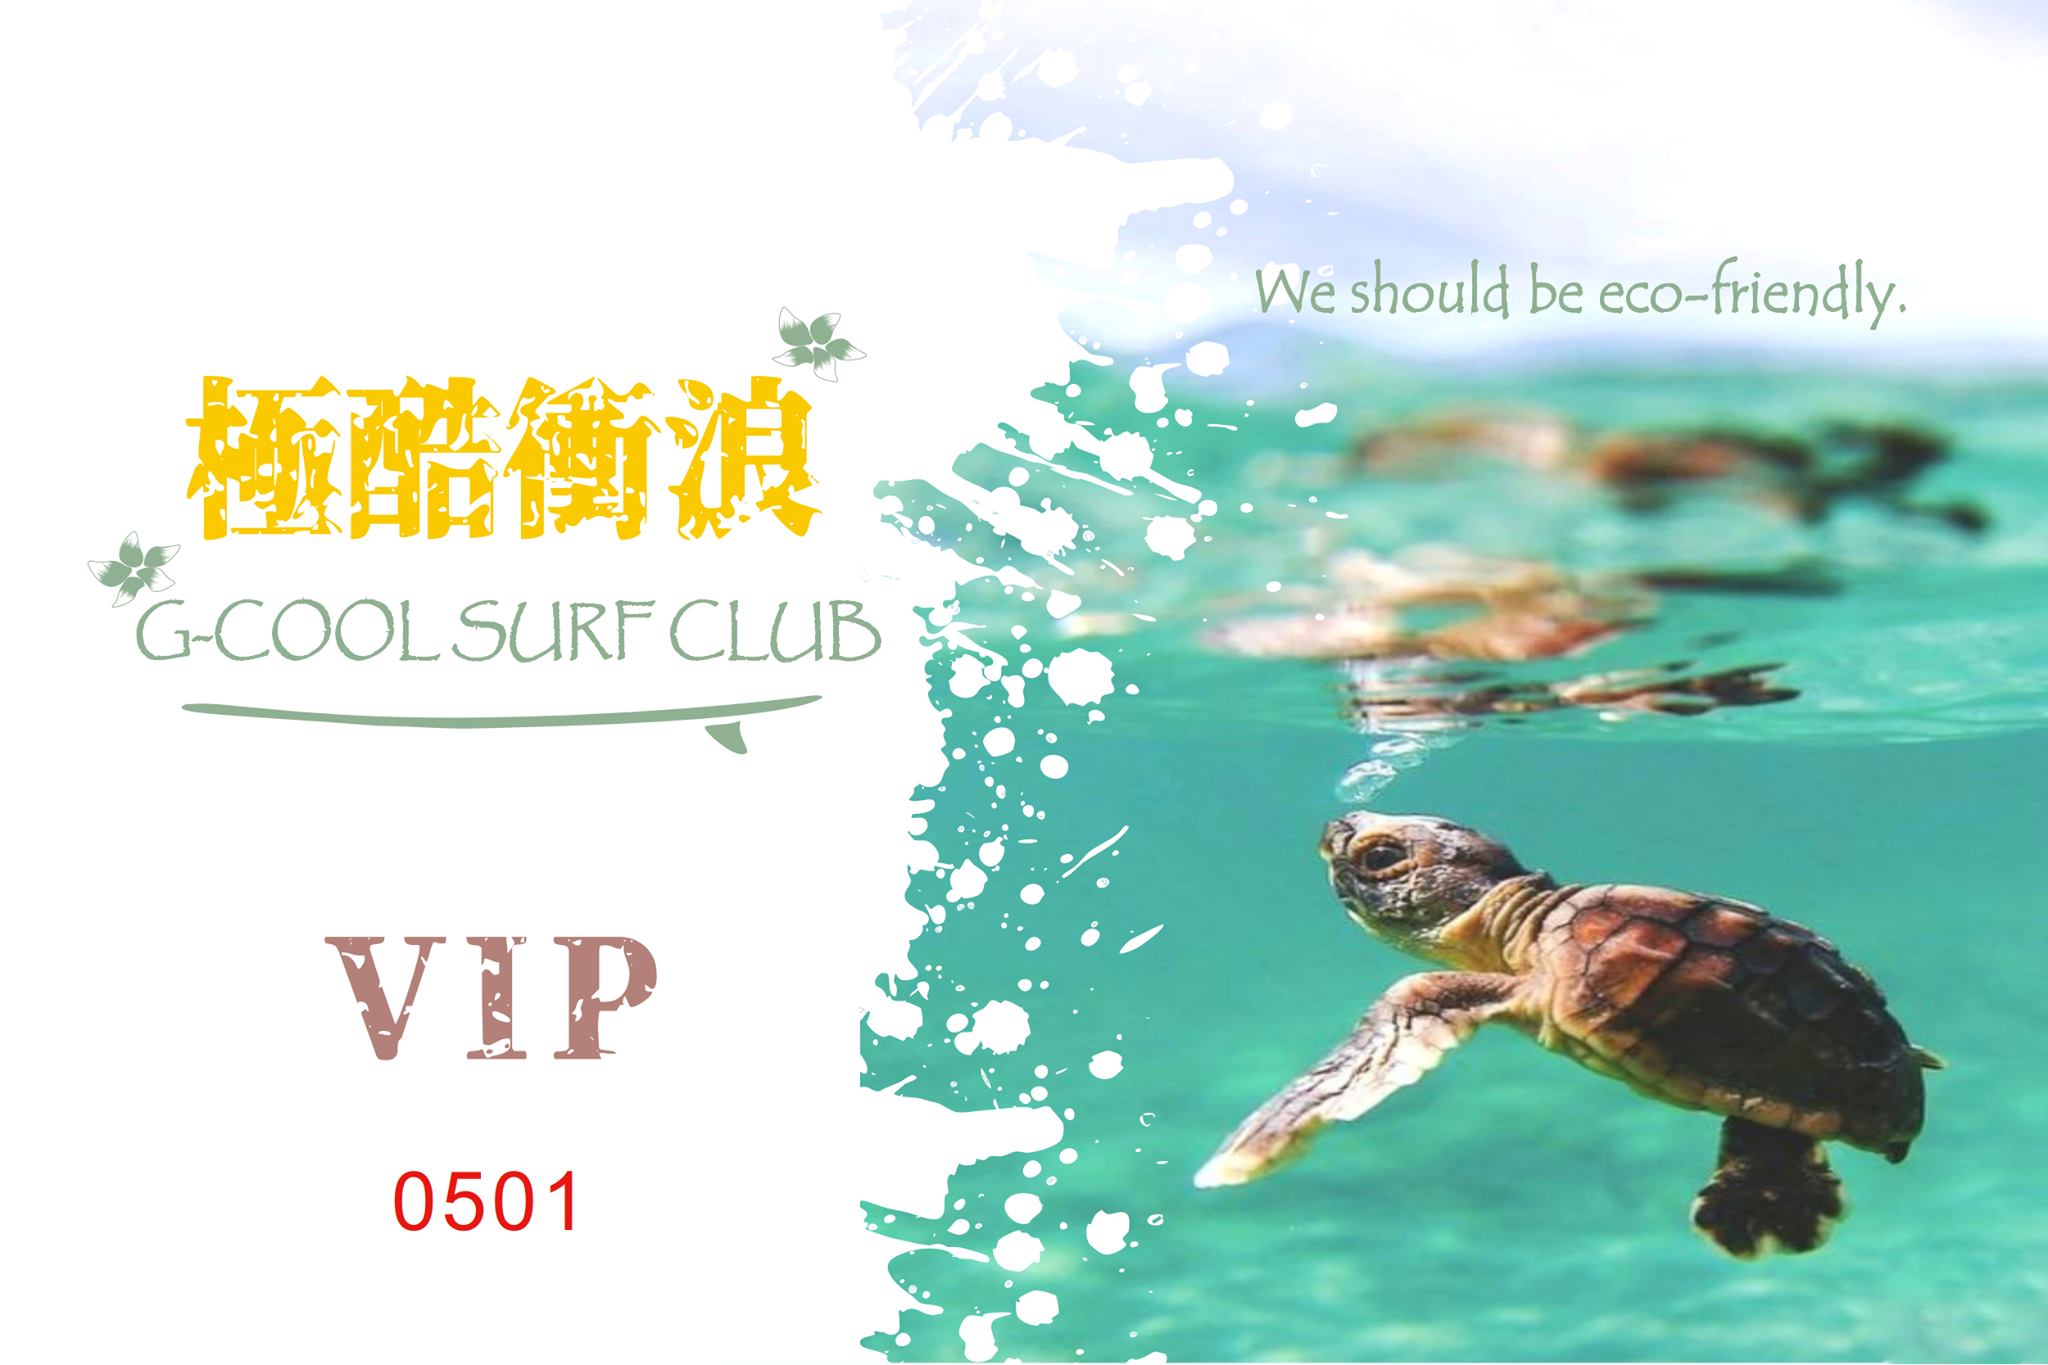 極酷衝浪
G-COOL SURF CLUB
VIP
0501
We should be eco-friendly.